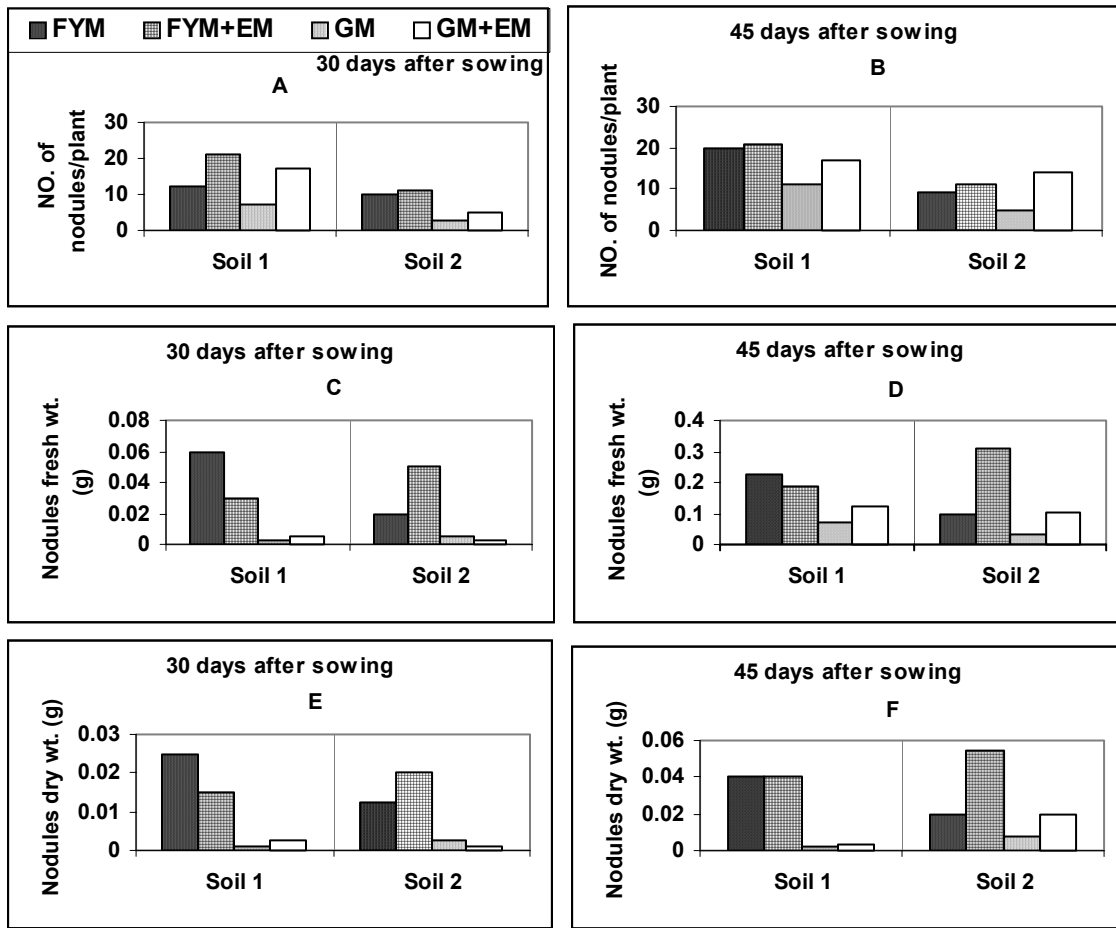 FYM FYM+EM GM GM+EM
30 days after sowing
A
NO. of
nodules/plant
30
20
10
0
Soil 1 Soil 2
45 days after sowing
B
NO. of nodules/plant
30
20
10
0
Soil 1 Soil 2
30 days after sowing
C
Nodules fresh wt.
(g)
0.08
0.06
0.04
0.02
0
Soil 1 Soil 2
45 days after sowing
D
Nodules fresh wt.
(g)
0.4
0.3
0.2
0.1
0
Soil 1 Soil 2
30 days after sowing
E
Nodules dry wt. (g)
0.03
0.02
0.01
0
Soil 1 Soil 2
45 days after sowing
F
Nodules dry wt. (g)
0.06
0.04
0.02
0
Soil 1 Soil 2